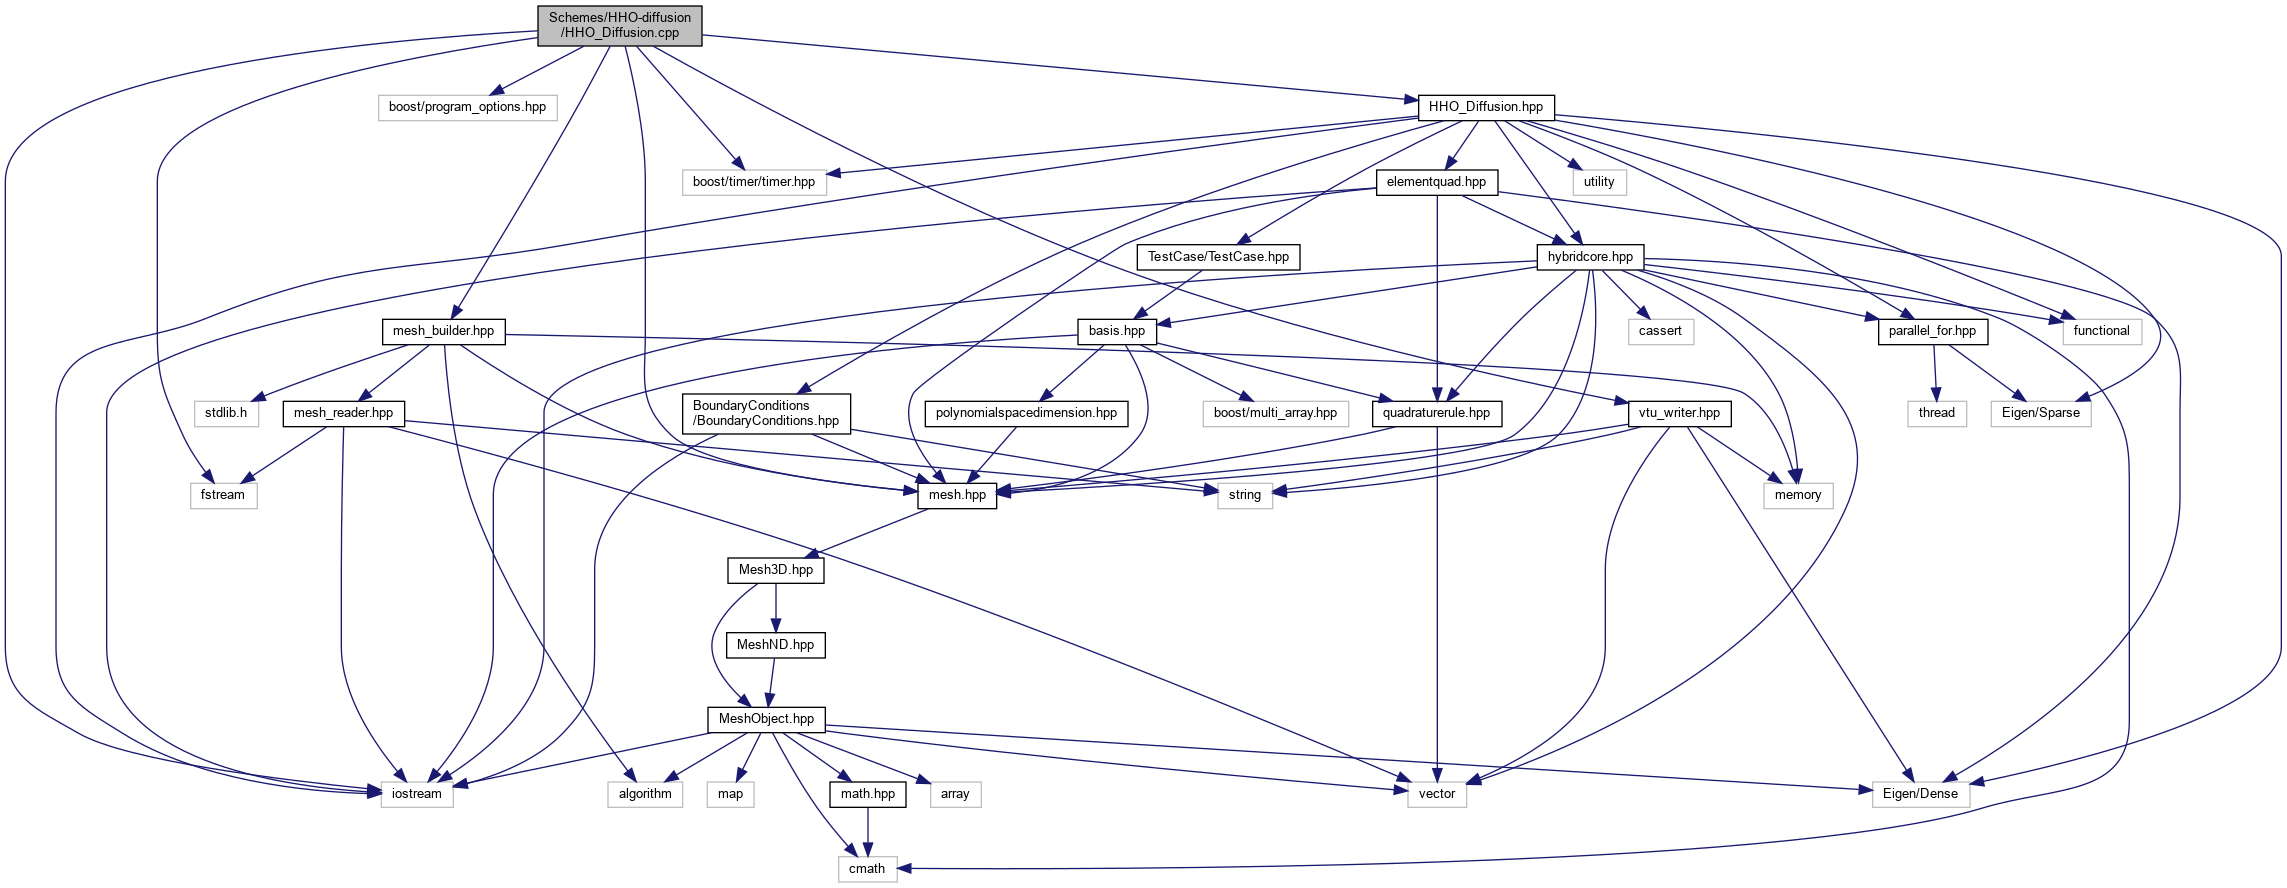 Schemes/HHO-diffusion
/HHO_Diffusion.cpp
boost/program_options.hpp
HHO_Diffusion.hpp
boost/timer/timer.hpp
elementquad.hpp
utility
TestCase/TestCase.hpp
hybridcore.hpp
mesh_builder.hpp
basis.hpp
cassert
parallel_for.hpp
functional
stdlib.h
mesh_reader.hpp
BoundaryConditions
/BoundaryConditions.hpp
polynomialspacedimension.hpp
boost/multi_array.hpp
quadraturerule.hpp
vtu_writer.hpp
thread
Eigen/Sparse
fstream
mesh.hpp
string
memory
Mesh3D.hpp
MeshND.hpp
MeshObject.hpp
iostream
algorithm
map
math.hpp
array
vector
Eigen/Dense
cmath